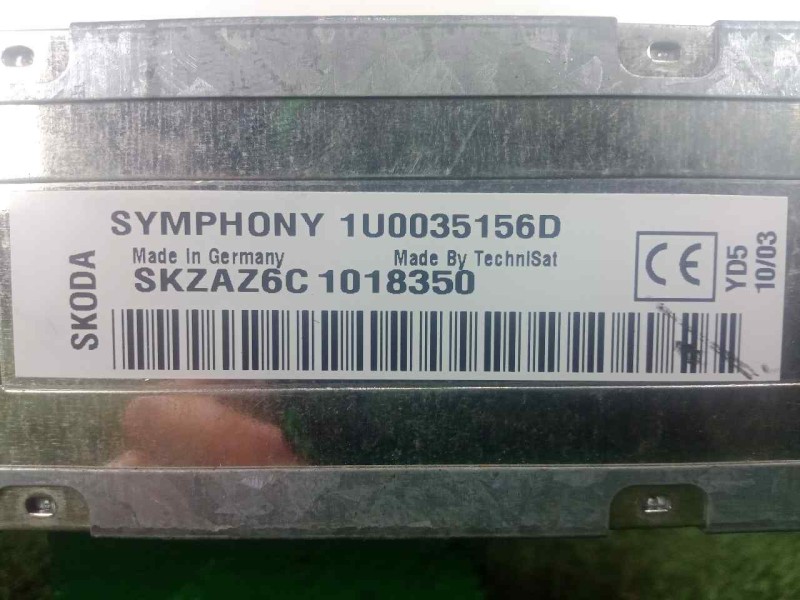 SKODA
SYMPHONY 1U0035156D
Made In Germany Made By TechniSat
SKZAZ6C 1018350
CE
YD5
10/03